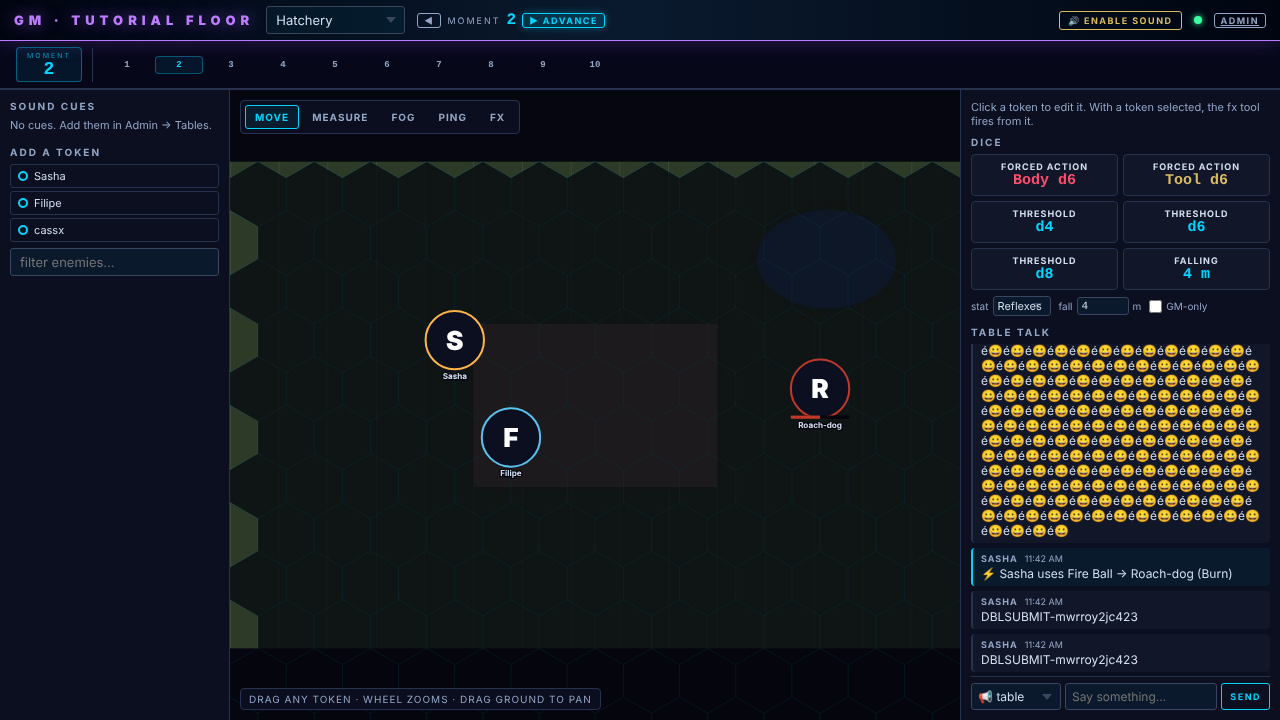 GM · TUTORIAL FLOOR
Hatchery
◀ MOMENT 2 ▶ ADVANCE
🔊 ENABLE SOUND
ADMIN
MOMENT
2
1 2 3 4 5 6 7 8 9 10
SOUND CUES
No cues. Add them in Admin → Tables.
ADD A TOKEN
Sasha
Filipe
cassx
filter enemies...
MOVE MEASURE FOG PING FX
S
Sasha
F
Filipe
R
Roach-dog
DRAG ANY TOKEN · WHEEL ZOOMS · DRAG GROUND TO PAN
Click a token to edit it. With a token selected, the fx tool
fires from it.
DICE
FORCED ACTION
Body d6
FORCED ACTION
Tool d6
THRESHOLD
d4
THRESHOLD
d6
THRESHOLD
d8
FALLING
4 m
stat Reflexes fall 4 m GM-only
TABLE TALK
é😀é😀é😀é😀é😀é😀é😀é😀é😀é😀é😀é😀é
😀é😀é😀é😀é😀é😀é😀é😀é😀é😀é😀é😀é😀
é😀é😀é😀é😀é😀é😀é😀é😀é😀é😀é😀é😀é
😀é😀é😀é😀é😀é😀é😀é😀é😀é😀é😀é😀é😀
é😀é😀é😀é😀é😀é😀é😀é😀é😀é😀é😀é😀é
😀é😀é😀é😀é😀é😀é😀é😀é😀é😀é😀é😀é😀
é😀é😀é😀é😀é😀é😀é😀é😀é😀é😀é😀é😀é
😀é😀é😀é😀é😀é😀é😀é😀é😀é😀é😀é😀é😀
é😀é😀é😀é😀é😀é😀é😀é😀é😀é😀é😀é😀é
😀é😀é😀é😀é😀é😀é😀é😀é😀é😀é😀é😀é😀
é😀é😀é😀é😀é😀é😀é😀é😀é😀é😀é😀é😀é
😀é😀é😀é😀é😀é😀é😀é😀é😀é😀é😀é😀é😀
é😀é😀é😀é😀
SASHA 11:42 AM
⚡ Sasha uses Fire Ball → Roach-dog (Burn)
SASHA 11:42 AM
DBLSUBMIT-mwrroy2jc423
SASHA 11:42 AM
DBLSUBMIT-mwrroy2jc423
📢 table
Say something...
SEND